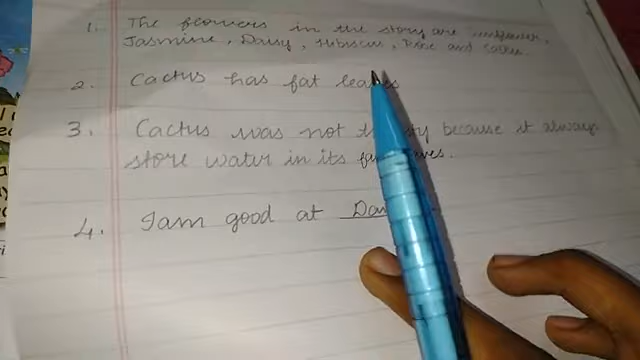 1. The flowers in the story are sunflower,
Jasmine, Daisy, Hibiscus, Rose and
2. Cactus has fat leaves
3. Cactus was not because it always
store water in its
4. I am good at